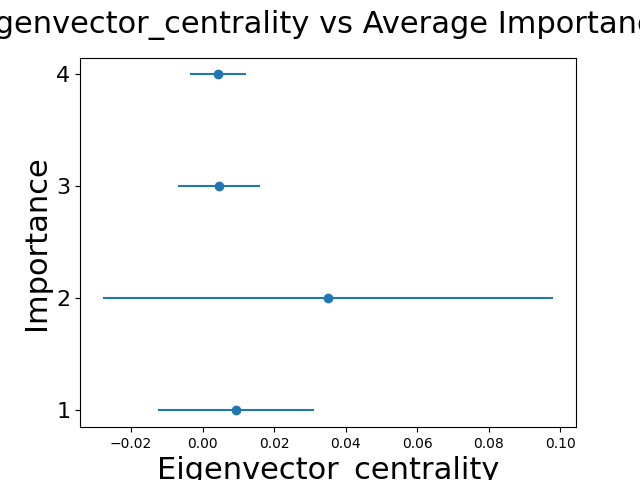 genvector_centrality vs Average Importan
4
3
2
1
Importance
−0.02 0.00 0.02 0.04 0.06 0.08 0.10
Eigenvector_centrality